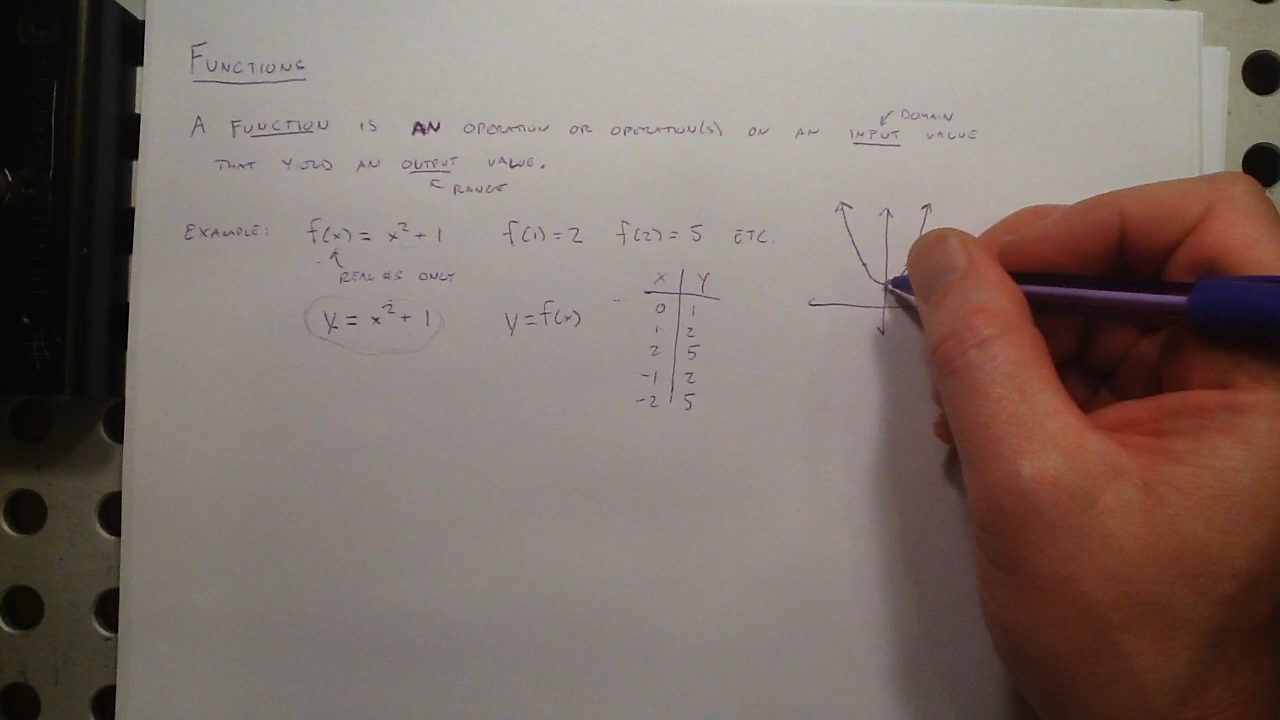 FUNCTIONS
DOMAIN
A FUNCTION IS AN OPERATION OR OPERATION(S) ON AN INPUT VALUE
THAT YIELD AN OUTPUT VALUE.
RANGE
EXAMPLE: f(x) = x² + 1 f(1) = 2 f(2) = 5 ETC.
REAL #S ONLY
y = x² + 1 y = f(x)
x y
0 1
1 2
2 5
-1 2
-2 5